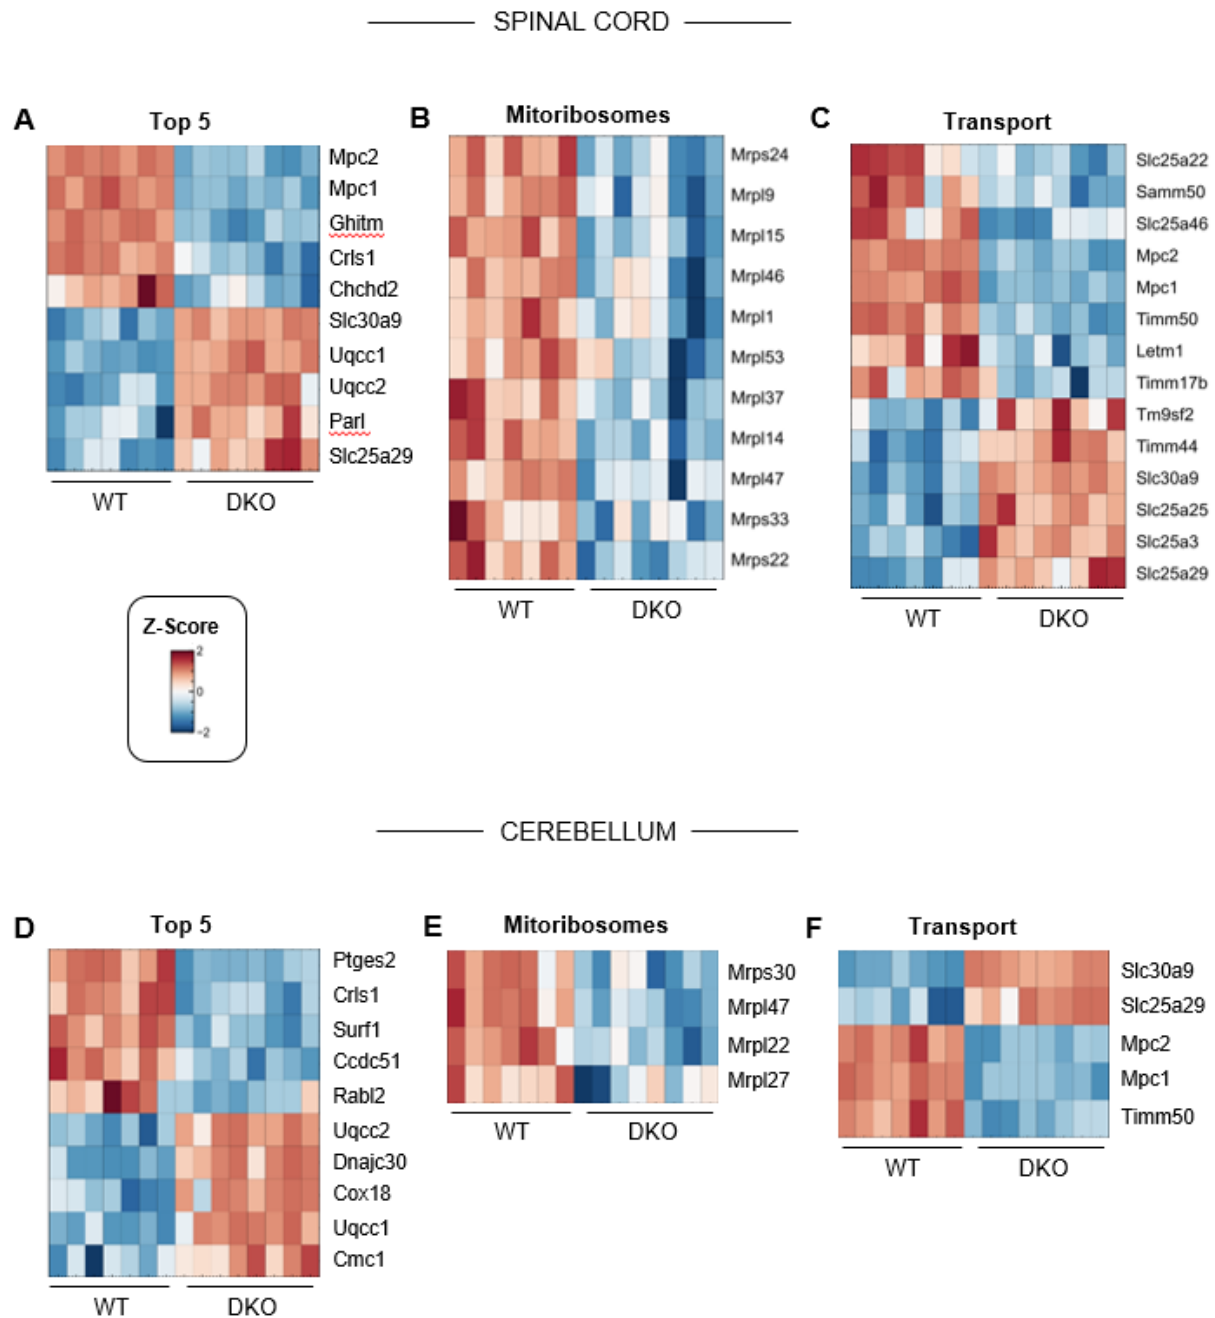 SPINAL CORD
A
Top 5
Mpc2
Mpc1
Ghitm
Crls1
Chchd2
Slc30a9
Uqcc1
Uqcc2
Parl
Slc25a29
WT
DKO
B
Mitoribosomes
Mrps24
Mrpl9
Mrpl15
Mrpl46
Mrpl1
Mrpl53
Mrpl37
Mrpl14
Mrpl47
Mrps33
Mrps22
WT
DKO
C
Transport
Slc25a22
Samm50
Slc25a46
Mpc2
Mpc1
Timm50
Letm1
Timm17b
Tm9sf2
Timm44
Slc30a9
Slc25a25
Slc25a3
Slc25a29
WT
DKO
Z-Score
2
0
-2
CEREBELLUM
D
Top 5
Ptges2
Crls1
Surf1
Ccdc51
Rabl2
Uqcc2
Dnajc30
Cox18
Uqcc1
Cmc1
WT
DKO
E
Mitoribosomes
Mrps30
Mrpl47
Mrpl22
Mrpl27
WT
DKO
F
Transport
Slc30a9
Slc25a29
Mpc2
Mpc1
Timm50
WT
DKO